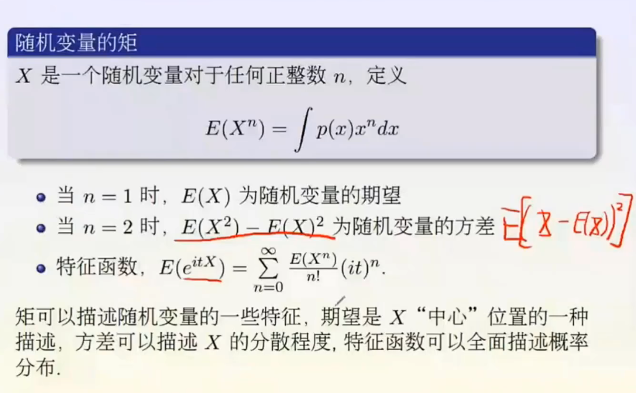 随机变量的矩
X 是一个随机变量对于任何正整数 n，定义
E(X^n) = ∫ p(x)x^n dx
当 n = 1 时，E(X) 为随机变量的期望
当 n = 2 时，E(X^2) − E(X)^2 为随机变量的方差 E[(X − E(X))^2]
特征函数，E(e^{itX}) = ∑_{n=0}^{∞} \frac{E(X^n)}{n!}(it)^n.
矩可以描述随机变量的一些特征，期望是 X “中心” 位置的一种
描述，方差可以描述 X 的分散程度, 特征函数可以全面描述概率
分布.